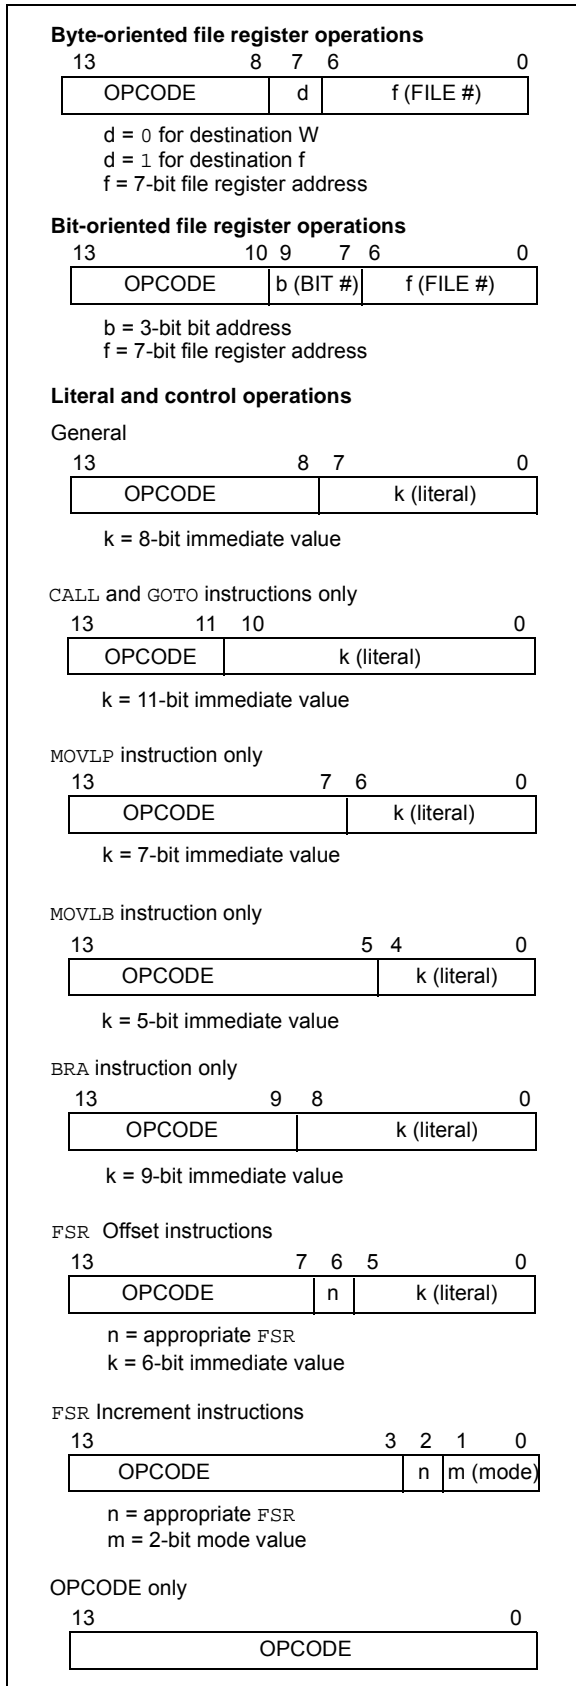 Byte-oriented file register operations
13 8 7 6 0
OPCODE d f (FILE #)
d = 0 for destination W
d = 1 for destination f
f = 7-bit file register address
Bit-oriented file register operations
13 10 9 7 6 0
OPCODE b (BIT #) f (FILE #)
b = 3-bit bit address
f = 7-bit file register address
Literal and control operations
General
13 8 7 0
OPCODE k (literal)
k = 8-bit immediate value
CALL and GOTO instructions only
13 11 10 0
OPCODE k (literal)
k = 11-bit immediate value
MOVLP instruction only
13 7 6 0
OPCODE k (literal)
k = 7-bit immediate value
MOVLB instruction only
13 5 4 0
OPCODE k (literal)
k = 5-bit immediate value
BRA instruction only
13 9 8 0
OPCODE k (literal)
k = 9-bit immediate value
FSR Offset instructions
13 7 6 5 0
OPCODE n k (literal)
n = appropriate FSR
k = 6-bit immediate value
FSR Increment instructions
13 3 2 1 0
OPCODE n m (mode)
n = appropriate FSR
m = 2-bit mode value
OPCODE only
13 0
OPCODE